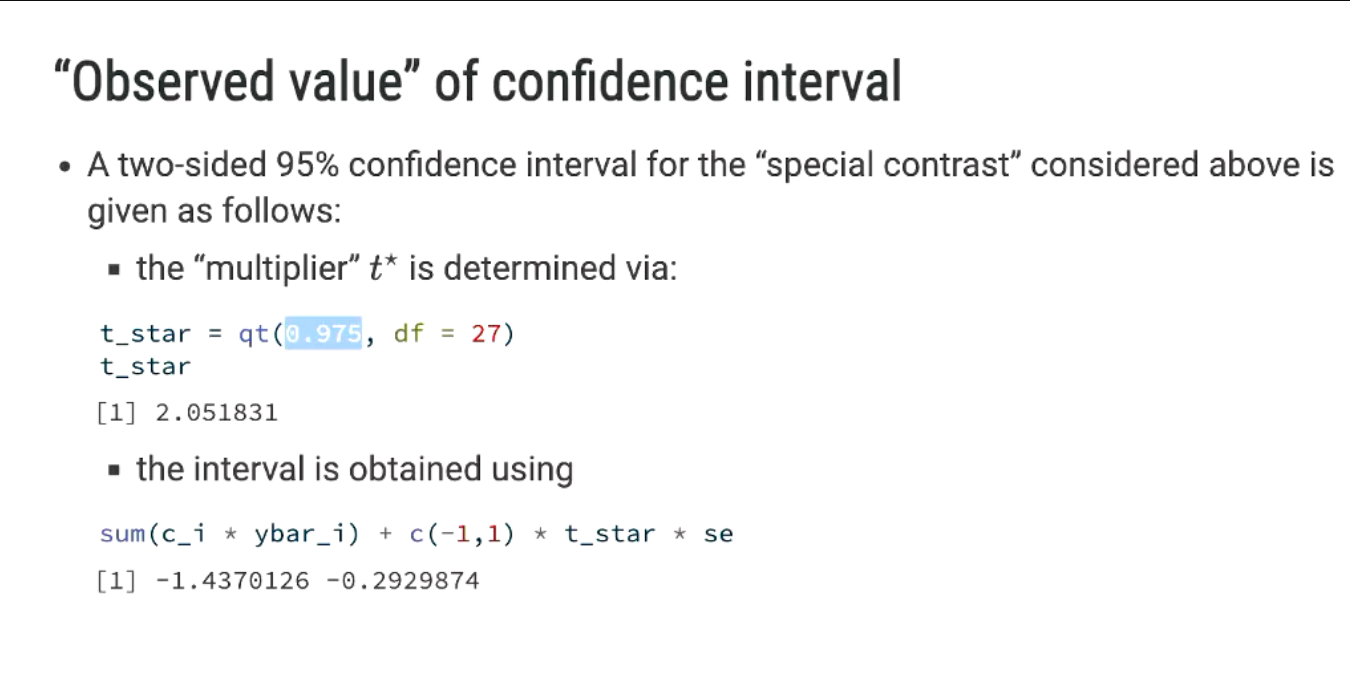 “Observed value” of confidence interval
• A two-sided 95% confidence interval for the “special contrast” considered above is
given as follows:
▪ the “multiplier” t* is determined via:
t_star = qt(0.975, df = 27)
t_star
[1] 2.051831
▪ the interval is obtained using
sum(c_i * ybar_i) + c(-1,1) * t_star * se
[1] -1.4370126 -0.2929874